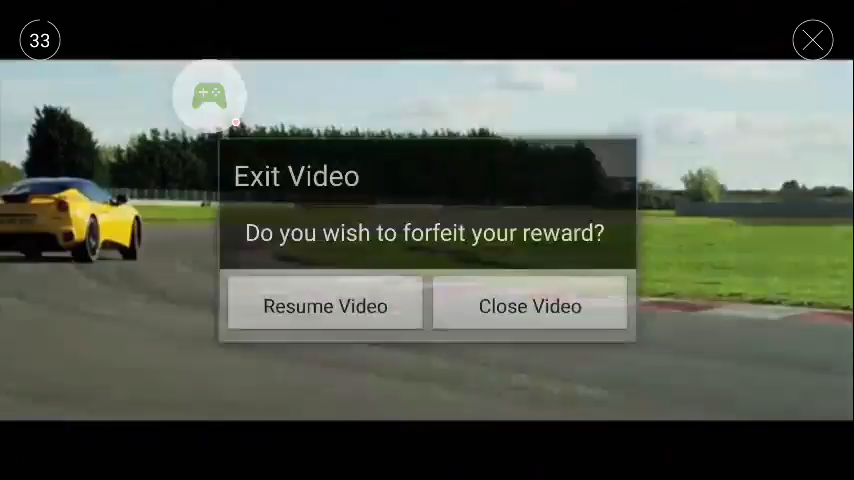 33
Exit Video
Do you wish to forfeit your reward?
Resume Video
Close Video